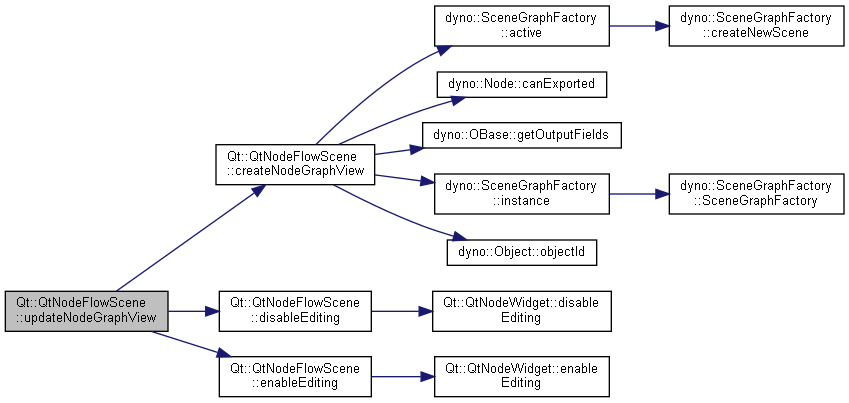 dyno::SceneGraphFactory
::active
dyno::SceneGraphFactory
::createNewScene
dyno::Node::canExported
dyno::OBase::getOutputFields
Qt::QtNodeFlowScene
::createNodeGraphView
dyno::SceneGraphFactory
::instance
dyno::SceneGraphFactory
::SceneGraphFactory
dyno::Object::objectId
Qt::QtNodeFlowScene
::updateNodeGraphView
Qt::QtNodeFlowScene
::disableEditing
Qt::QtNodeWidget::disable
Editing
Qt::QtNodeFlowScene
::enableEditing
Qt::QtNodeWidget::enable
Editing